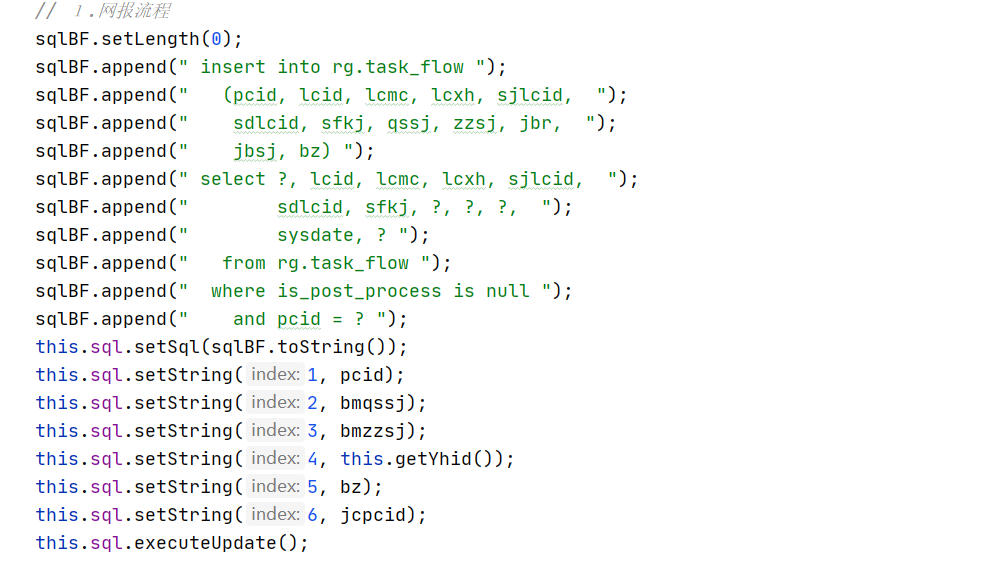 // 1.网报流程
sqlBF.setLength(0);
sqlBF.append(" insert into rg.task_flow ");
sqlBF.append("   (pcid, lcid, lcmc, lcxh, sjlcid,  ");
sqlBF.append("    sdlcid, sfkj, qssj, zzsj, jbr,  ");
sqlBF.append("    jbsj, bz) ");
sqlBF.append(" select ?, lcid, lcmc, lcxh, sjlcid,  ");
sqlBF.append("        sdlcid, sfkj, ?, ?, ?,  ");
sqlBF.append("        sysdate, ? ");
sqlBF.append("   from rg.task_flow ");
sqlBF.append("  where is_post_process is null ");
sqlBF.append("    and pcid = ? ");
this.sql.setSql(sqlBF.toString());
this.sql.setString( index: 1, pcid);
this.sql.setString( index: 2, bmqssj);
this.sql.setString( index: 3, bmzzsj);
this.sql.setString( index: 4, this.getYhid());
this.sql.setString( index: 5, bz);
this.sql.setString( index: 6, jcpcid);
this.sql.executeUpdate();